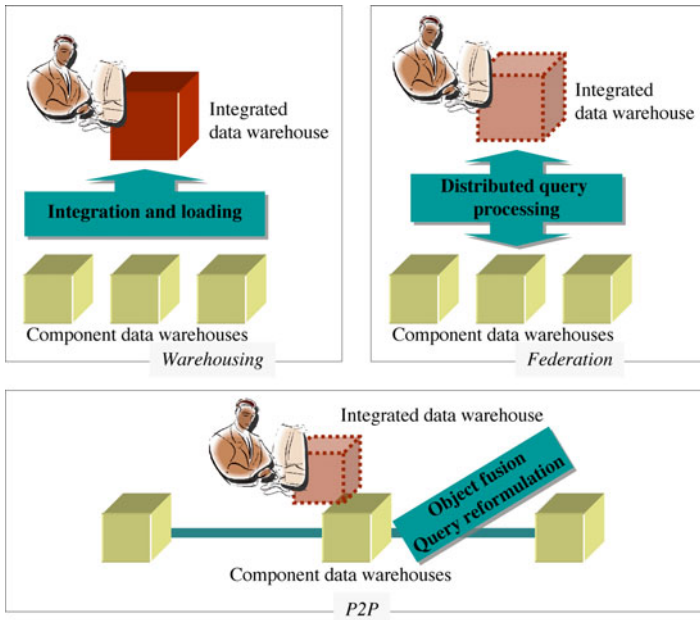 Integrated
data warehouse
Integration and loading
Component data warehouses
Warehousing
Integrated
data warehouse
Distributed query
processing
Component data warehouses
Federation
Integrated data warehouse
Object fusion
Query reformulation
Component data warehouses
P2P